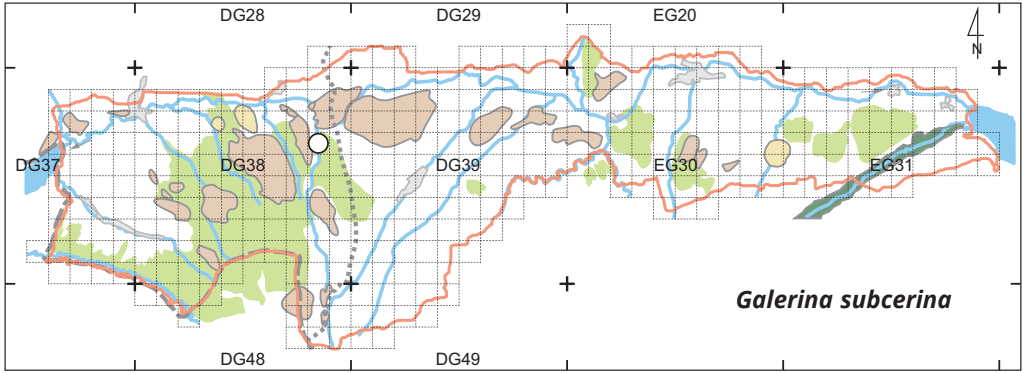 DG28 DG29 EG20
N
DG37 DG38 DG39 EG30 EG31
Galerina subcerina
DG48 DG49